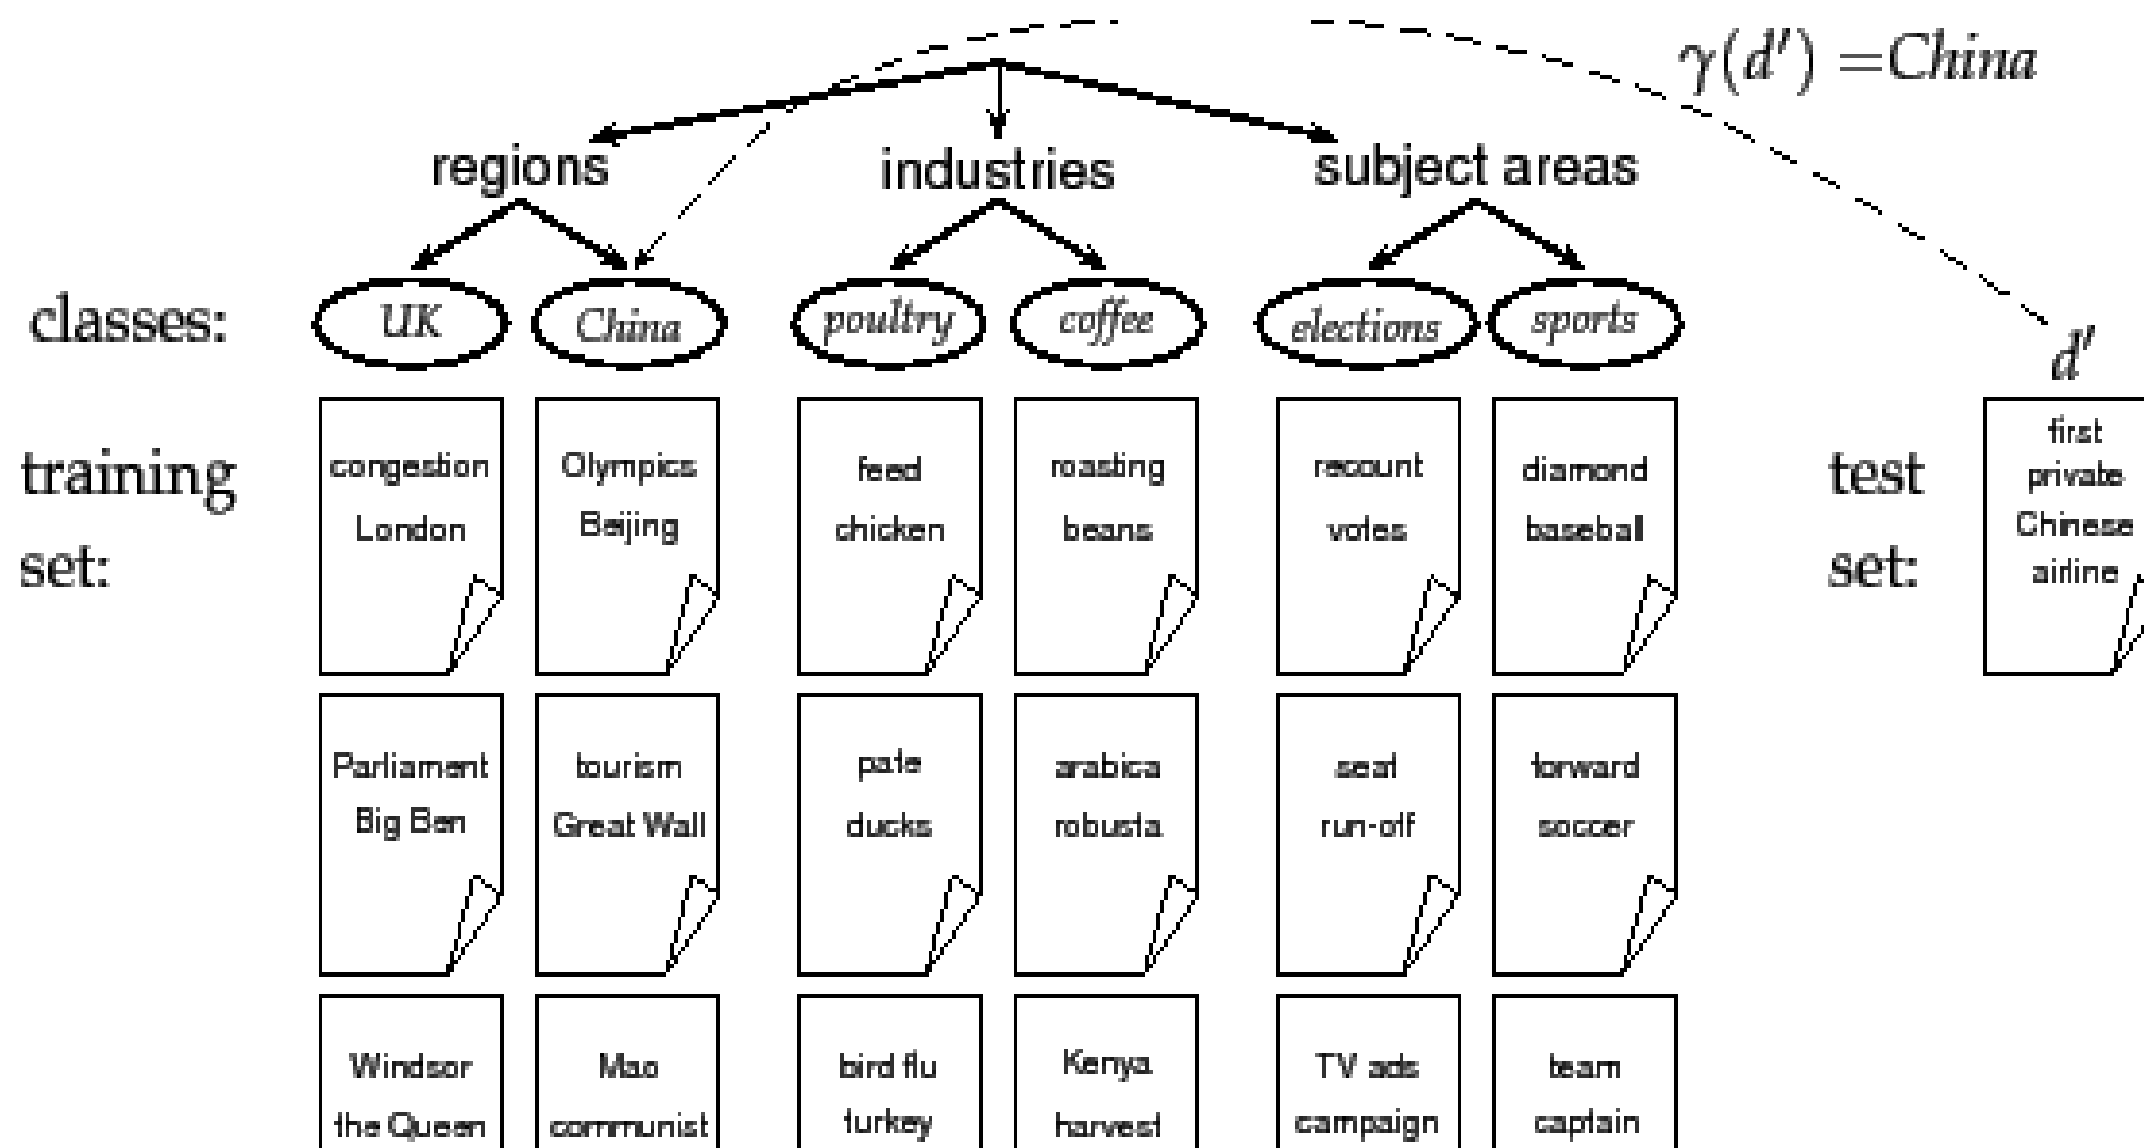 γ(d′) =China
regions
industries
subject areas
classes:
UK
China
poultry
coffee
elections
sports
d′
training
set:
congestion
London
Olympics
Beijing
feed
chicken
roasting
beans
recount
votes
diamond
baseball
test
set:
first
private
Chinese
airline
Parliament
Big Ben
tourism
Great Wall
pate
ducks
arabica
robusta
seat
run-off
forward
soccer
Windsor
the Queen
Mao
communist
bird flu
turkey
Kenya
harvest
TV ads
campaign
team
captain